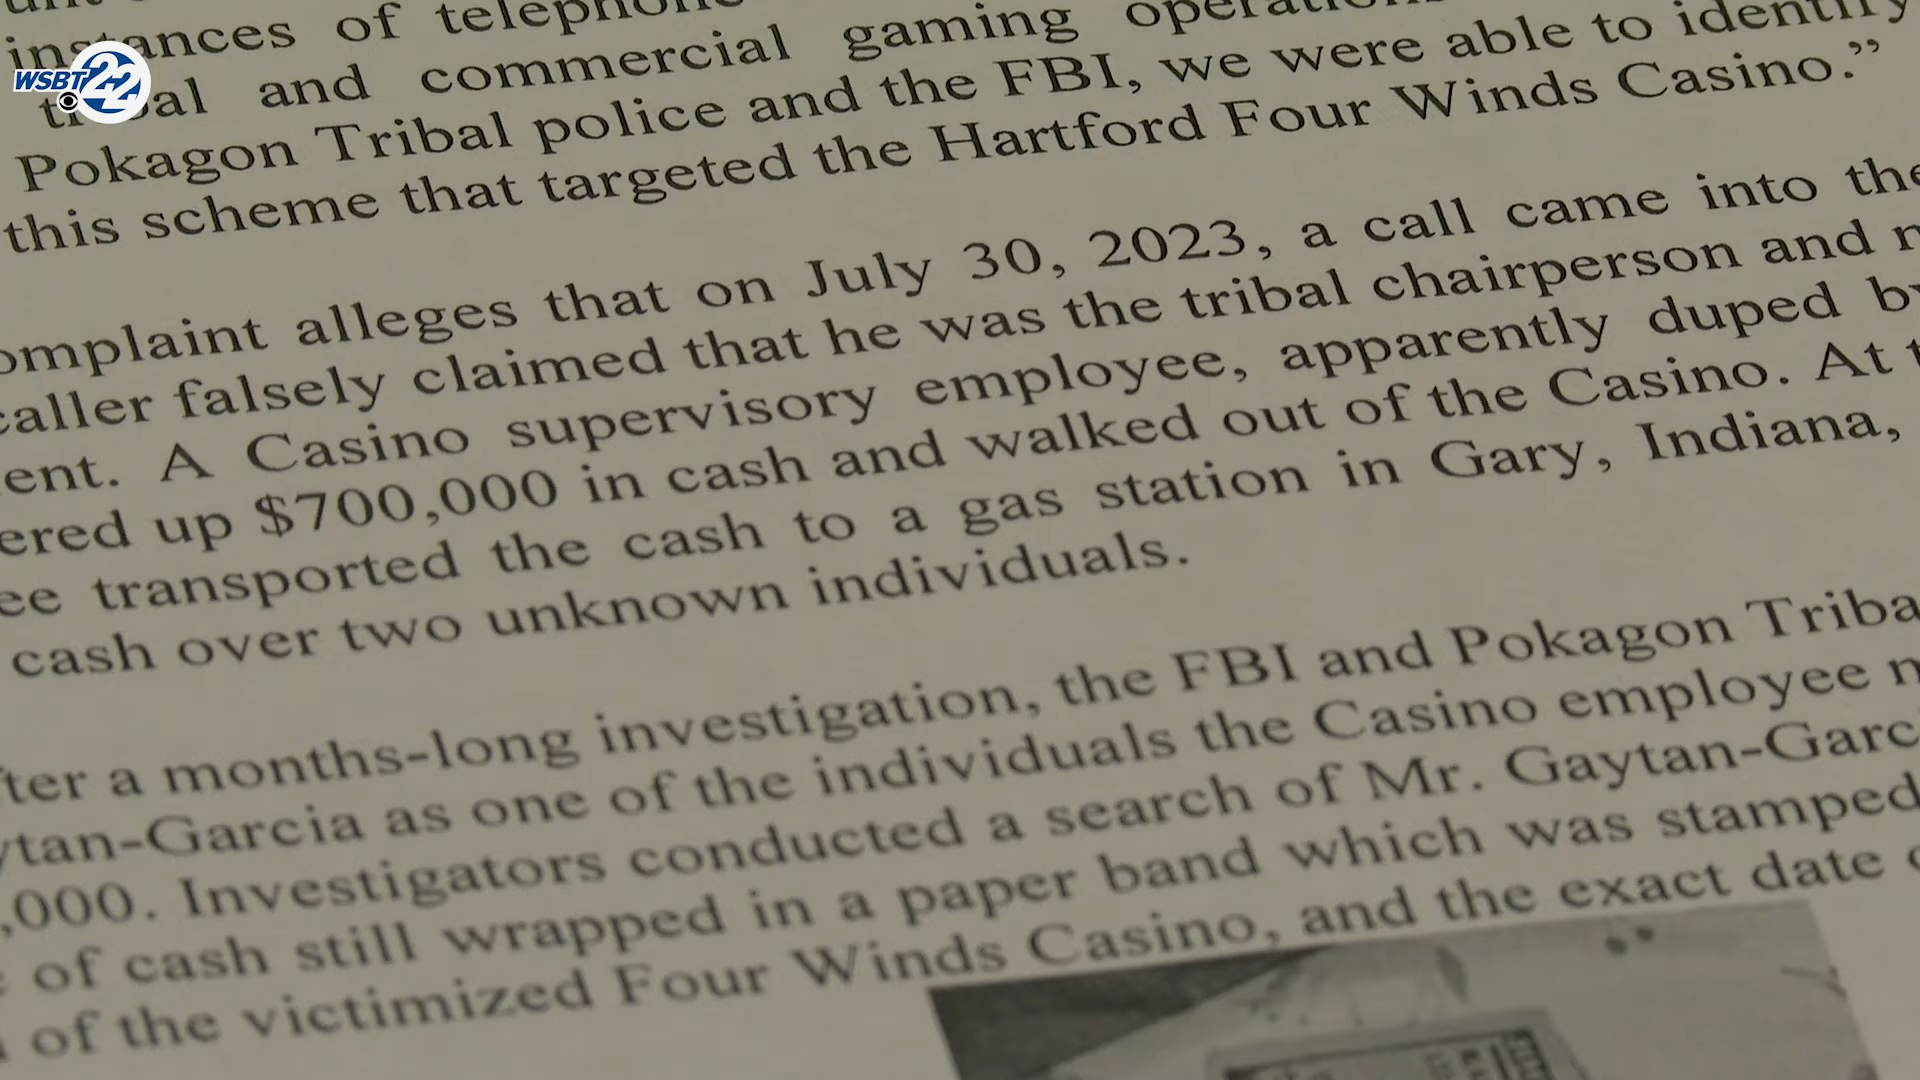 instances of telephone
WSBT 22
tribal and commercial gaming
Pokagon Tribal police and the FBI, we were able to identify
this scheme that targeted the Hartford Four Winds Casino.”
omplaint alleges that on July 30, 2023, a call came into the
caller falsely claimed that he was the tribal chairperson and
ent. A Casino supervisory employee, apparently duped by
ered up $700,000 in cash and walked out of the Casino. At
ee transported the cash to a gas station in Gary, Indiana,
cash over two unknown individuals.
ter a months-long investigation, the FBI and Pokagon Triba
ytan-Garcia as one of the individuals the Casino employee
,000. Investigators conducted a search of Mr. Gaytan-Garc
of cash still wrapped in a paper band which was stamped
of the victimized Four Winds Casino, and the exact date